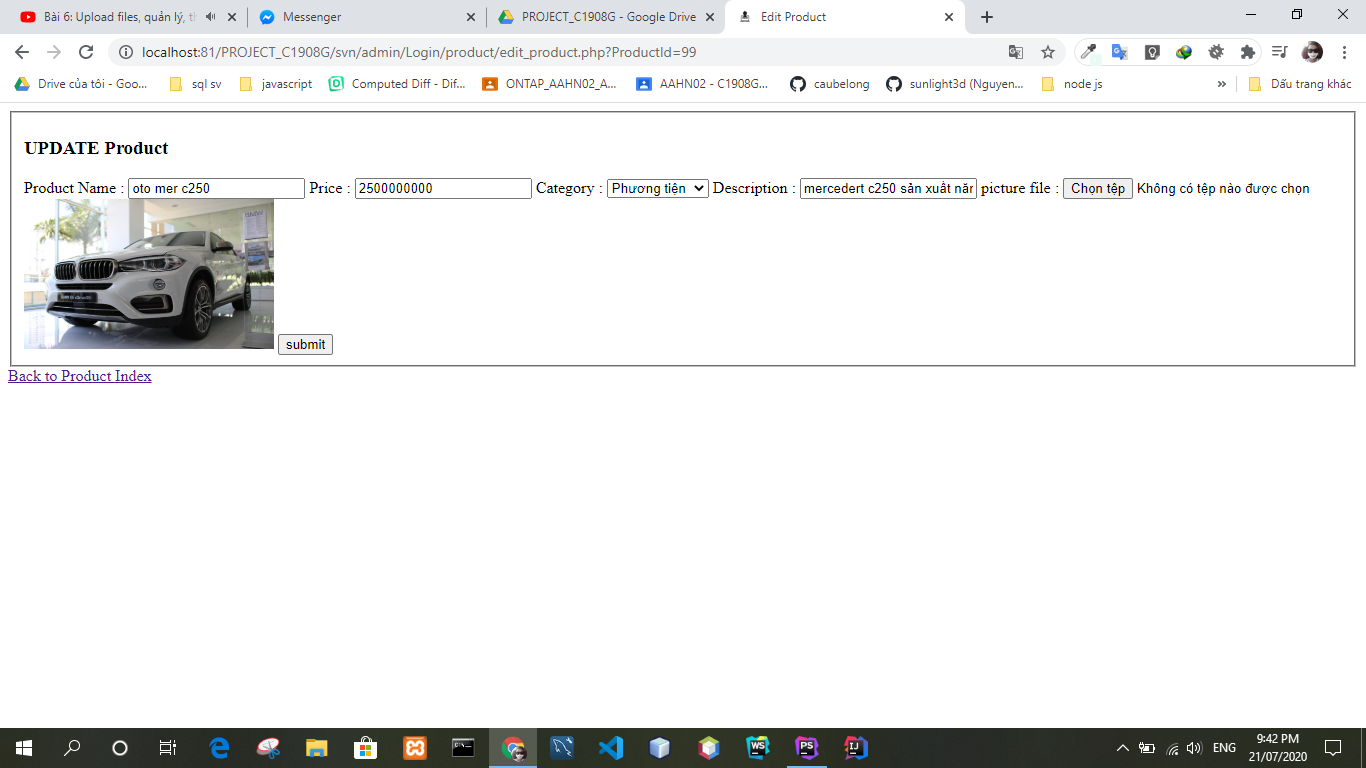 Bài 6: Upload files, quản lý, th
Messenger
PROJECT_C1908G - Google Drive
Edit Product
localhost:81/PROJECT_C1908G/svn/admin/Login/product/edit_product.php?ProductId=99
Drive của tôi - Goo... sql sv javascript Computed Diff - Dif... ONTAP_AAHN02_A... AAHN02 - C1908G... caubelong sunlight3d (Nguyen... node js » Dấu trang khác
UPDATE Product
Product Name : oto mer c250 Price : 2500000000 Category : Phương tiện Description : mercedert c250 sản xuất năm picture file : Chọn tệp Không có tệp nào được chọn
submit
Back to Product Index
ENG
9:42 PM
21/07/2020